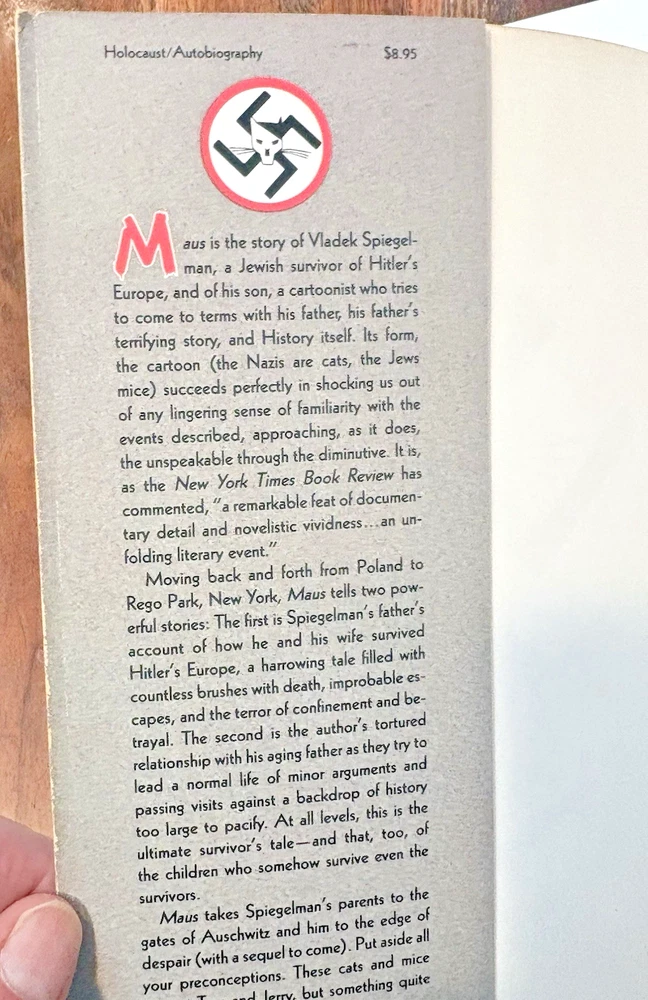 Holocaust/Autobiography $8.95
Maus is the story of Vladek Spiegel-
man, a Jewish survivor of Hitler's
Europe, and of his son, a cartoonist who tries
to come to terms with his father, his father's
terrifying story, and History itself. Its form,
the cartoon (the Nazis are cats, the Jews
mice) succeeds perfectly in shocking us out
of any lingering sense of familiarity with the
events described, approaching, as it does,
the unspeakable through the diminutive. It is,
as the New York Times Book Review has
commented, "a remarkable feat of documen-
tary detail and novelistic vividness...an un-
folding literary event."
Moving back and forth from Poland to
Rego Park, New York, Maus tells two pow-
erful stories: The first is Spiegelman's father's
account of how he and his wife survived
Hitler's Europe, a harrowing tale filled with
countless brushes with death, improbable es-
capes, and the terror of confinement and be-
trayal. The second is the author's tortured
relationship with his aging father as they try to
lead a normal life of minor arguments and
passing visits against a backdrop of history
too large to pacify. At all levels, this is the
ultimate survivor's tale—and that, too, of
the children who somehow survive even the
survivors.
Maus takes Spiegelman's parents to the
gates of Auschwitz and him to the edge of
despair (with a sequel to come). Put aside all
your preconceptions. These cats and mice
Jerry, but something quite